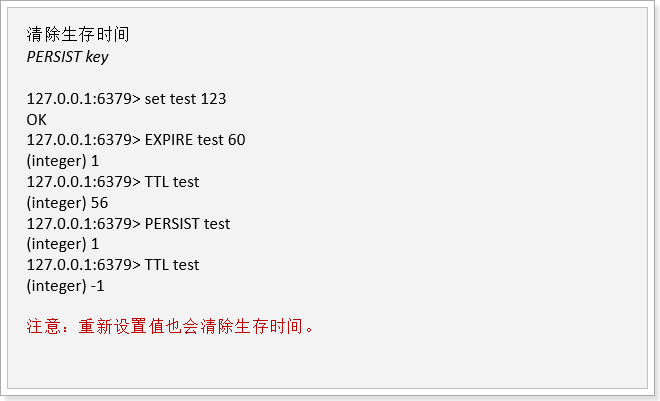 清除生存时间
PERSIST key
127.0.0.1:6379> set test 123
OK
127.0.0.1:6379> EXPIRE test 60
(integer) 1
127.0.0.1:6379> TTL test
(integer) 56
127.0.0.1:6379> PERSIST test
(integer) 1
127.0.0.1:6379> TTL test
(integer) -1
注意：重新设置值也会清除生存时间。